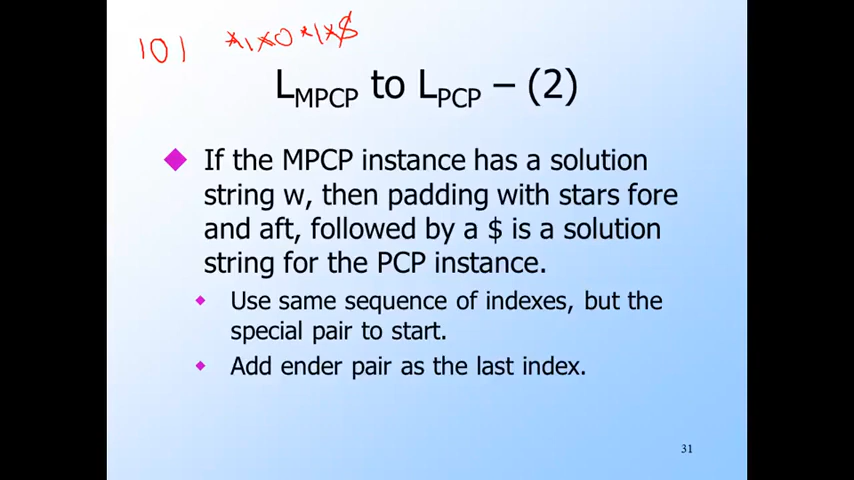 101 *1*0*1*$
L_MPCP to L_PCP – (2)
If the MPCP instance has a solution
string w, then padding with stars fore
and aft, followed by a $ is a solution
string for the PCP instance.
Use same sequence of indexes, but the
special pair to start.
Add ender pair as the last index.
31